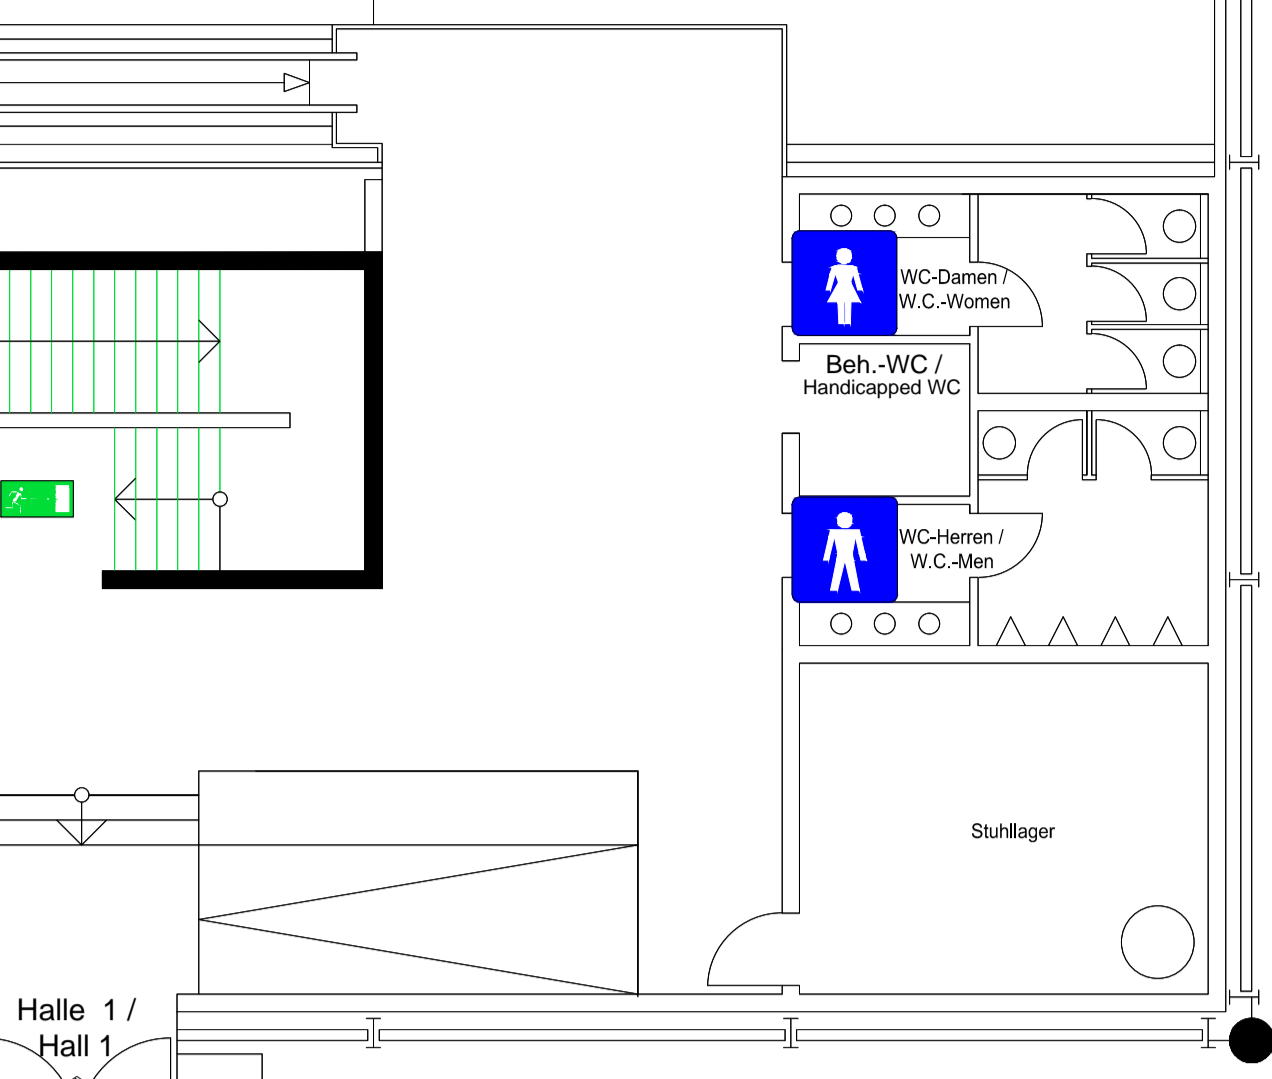 WC-Damen /
W.C.-Women
Beh.-WC /
Handicapped WC
WC-Herren /
W.C.-Men
Stuhllager
Halle 1 /
Hall 1